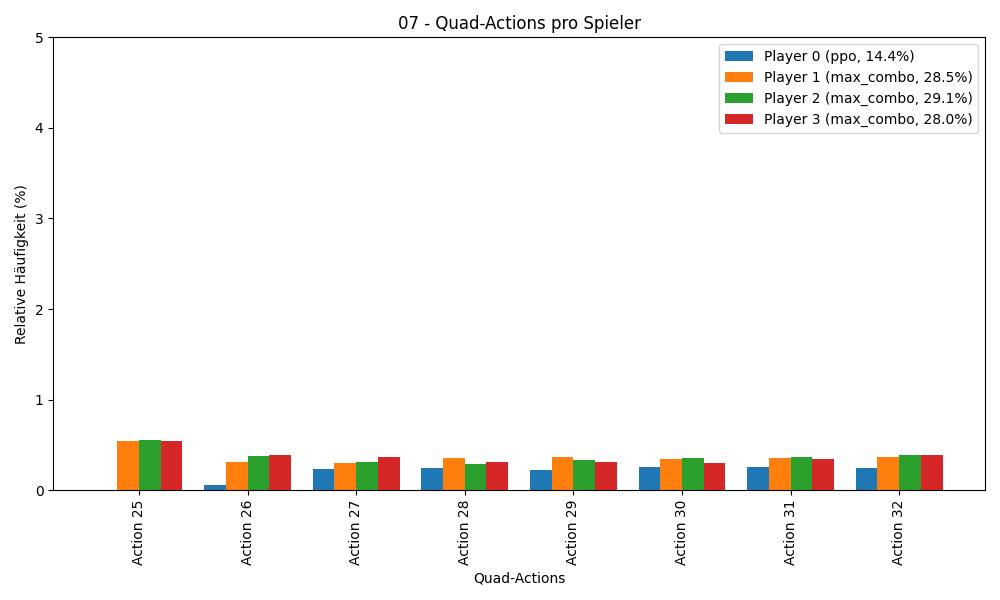 07 - Quad-Actions pro Spieler
Relative Häufigkeit (%)
5
4
3
2
1
0
Player 0 (ppo, 14.4%)
Player 1 (max_combo, 28.5%)
Player 2 (max_combo, 29.1%)
Player 3 (max_combo, 28.0%)
Action 25
Action 26
Action 27
Action 28
Action 29
Action 30
Action 31
Action 32
Quad-Actions